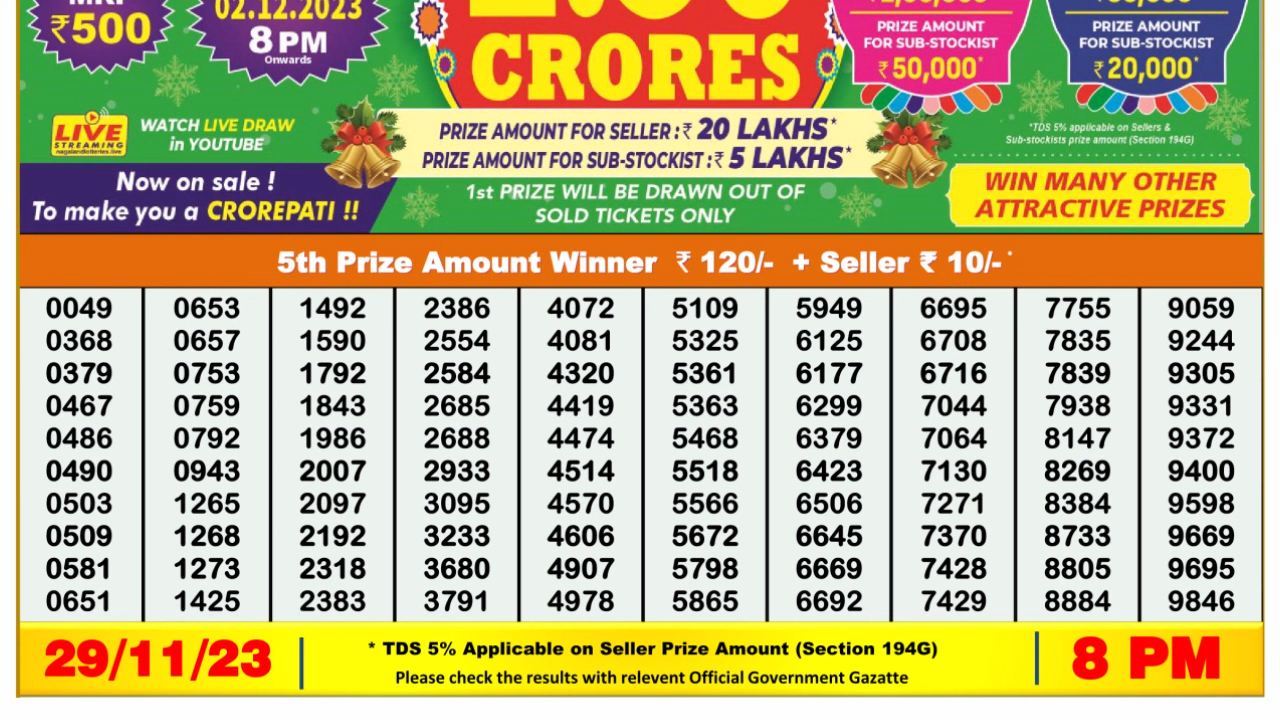 MRP
₹500
02.12.2023
8 PM
Onwards
CRORES
PRIZE AMOUNT
FOR SUB-STOCKIST
₹50,000*
PRIZE AMOUNT
FOR SUB-STOCKIST
₹20,000*
LIVE
STREAMING
nagalandlotteries.live
WATCH LIVE DRAW
in YOUTUBE
PRIZE AMOUNT FOR SELLER :₹ 20 LAKHS*
PRIZE AMOUNT FOR SUB-STOCKIST :₹ 5 LAKHS*
*TDS 5% applicable on Sellers &
Sub-stockists prize amount (Section 194G)
Now on sale !
To make you a CROREPATI !!
1st PRIZE WILL BE DRAWN OUT OF
SOLD TICKETS ONLY
WIN MANY OTHER
ATTRACTIVE PRIZES
5th Prize Amount Winner ₹ 120/- + Seller ₹ 10/-*
0049 0653 1492 2386 4072 5109 5949 6695 7755 9059
0368 0657 1590 2554 4081 5325 6125 6708 7835 9244
0379 0753 1792 2584 4320 5361 6177 6716 7839 9305
0467 0759 1843 2685 4419 5363 6299 7044 7938 9331
0486 0792 1986 2688 4474 5468 6379 7064 8147 9372
0490 0943 2007 2933 4514 5518 6423 7130 8269 9400
0503 1265 2097 3095 4570 5566 6506 7271 8384 9598
0509 1268 2192 3233 4606 5672 6645 7370 8733 9669
0581 1273 2318 3680 4907 5798 6669 7428 8805 9695
0651 1425 2383 3791 4978 5865 6692 7429 8884 9846
29/11/23
* TDS 5% Applicable on Seller Prize Amount (Section 194G)
Please check the results with relevent Official Government Gazatte
8 PM